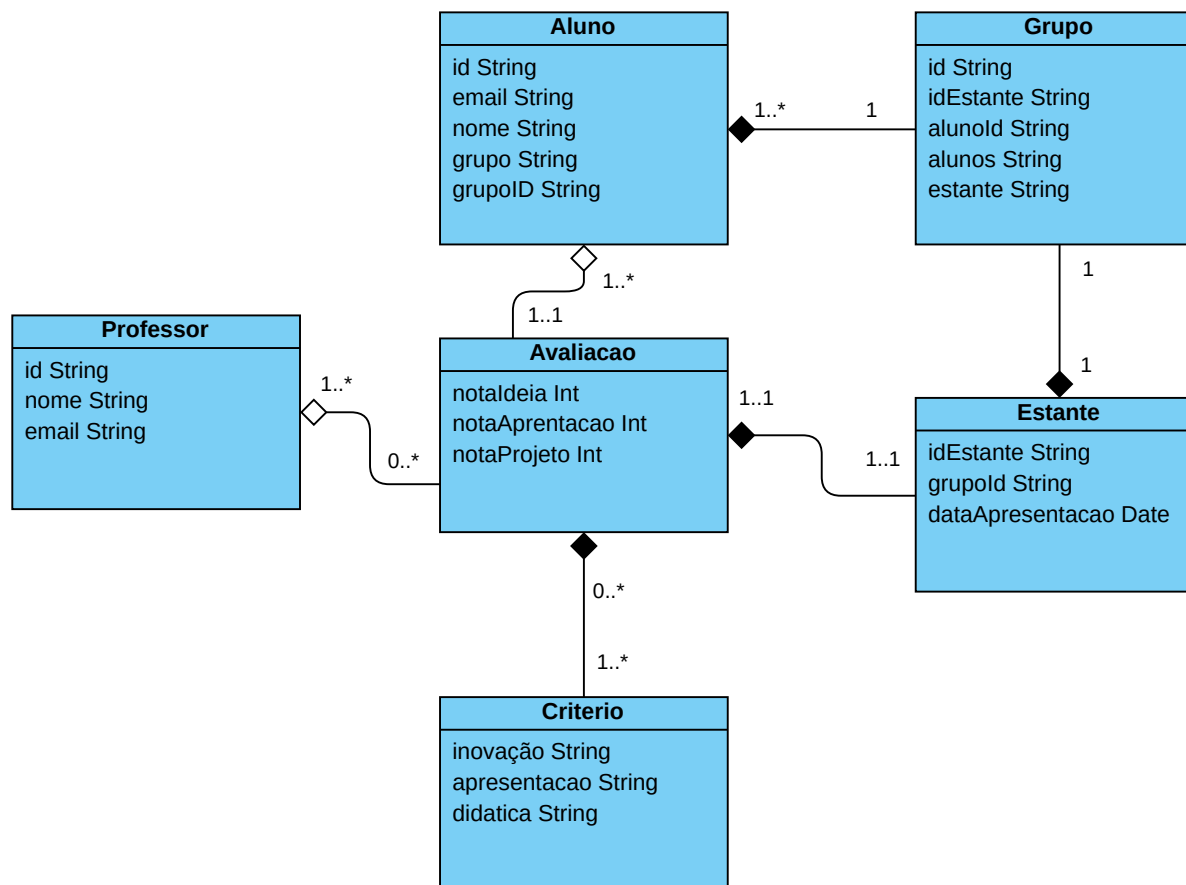 Aluno
id String
email String
nome String
grupo String
grupoID String
1..*
1
Grupo
id String
idEstante String
alunoId String
alunos String
estante String
1..*
1..1
1
1
Professor
id String
nome String
email String
1..*
0..*
Avaliacao
notaIdeia Int
notaAprentacao Int
notaProjeto Int
1..1
1..1
Estante
idEstante String
grupoId String
dataApresentacao Date
0..*
1..*
Criterio
inovação String
apresentacao String
didatica String